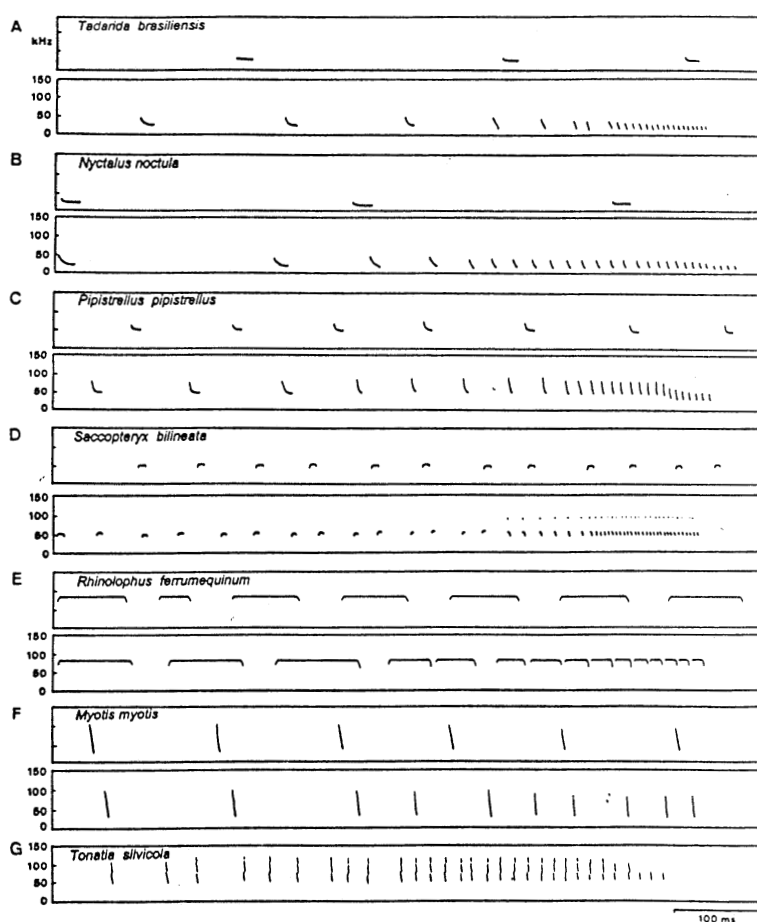 A
Tadarida brasiliensis
kHz
150
100
50
0
B
Nyctalus noctula
150
100
50
0
C
Pipistrellus pipistrellus
150
100
50
0
D
Saccopteryx bilineata
150
100
50
0
E
Rhinolophus ferrumequinum
150
100
50
0
F
Myotis myotis
150
100
50
0
G
Tonatia silvicola
150
100
50
0
100 ms